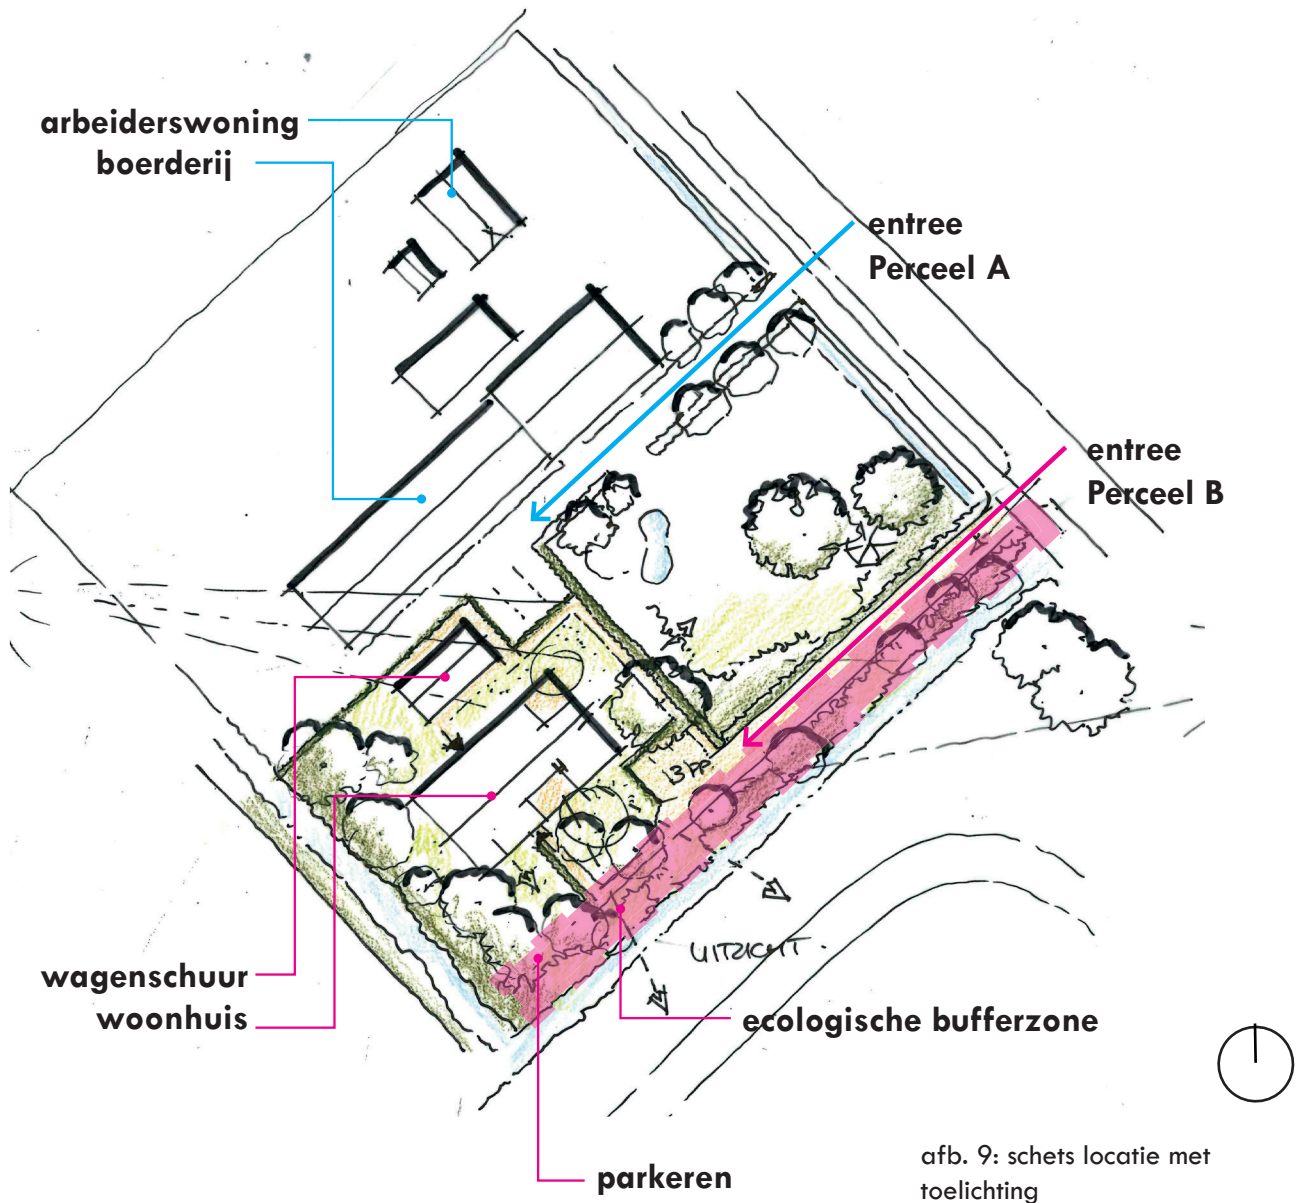 arbeiderswoning
boerderij
entree
Perceel A
entree
Perceel B
3 pp
UITZICHT.
wagenschuur
woonhuis
ecologische bufferzone
parkeren
afb. 9: schets locatie met
toelichting